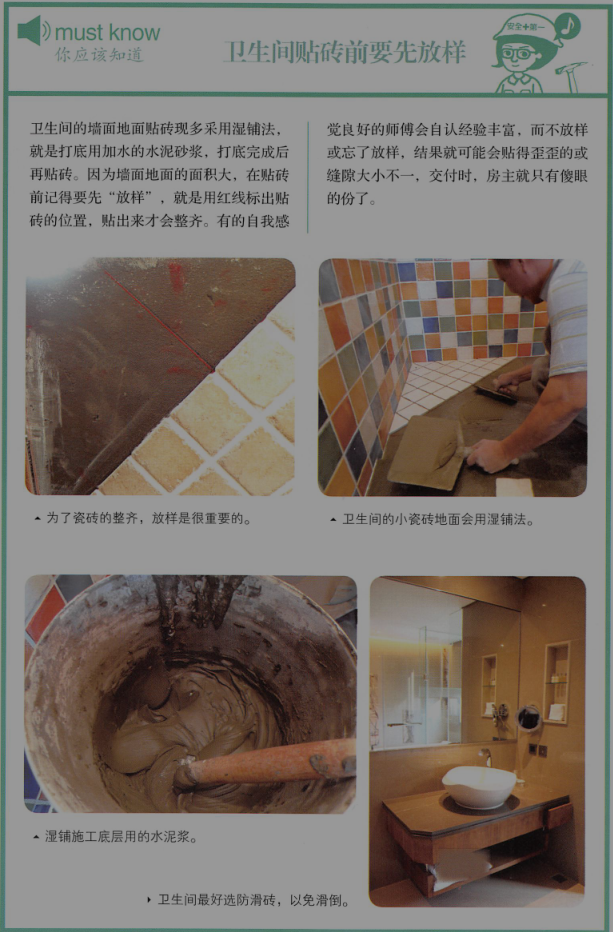 must know
你应该知道
卫生间贴砖前要先放样
安全✚第一
卫生间的墙面地面贴砖现多采用湿铺法，
就是打底用加水的水泥砂浆，打底完成后
再贴砖。因为墙面地面的面积大，在贴砖
前记得要先“放样”，就是用红线标出贴
砖的位置，贴出来才会整齐。有的自我感
觉良好的师傅会自认经验丰富，而不放样
或忘了放样，结果就可能会贴得歪歪的或
缝隙大小不一，交付时，房主就只有傻眼
的份了。
为了瓷砖的整齐，放样是很重要的。
卫生间的小瓷砖地面会用湿铺法。
湿铺施工底层用的水泥浆。
卫生间最好选防滑砖，以免滑倒。